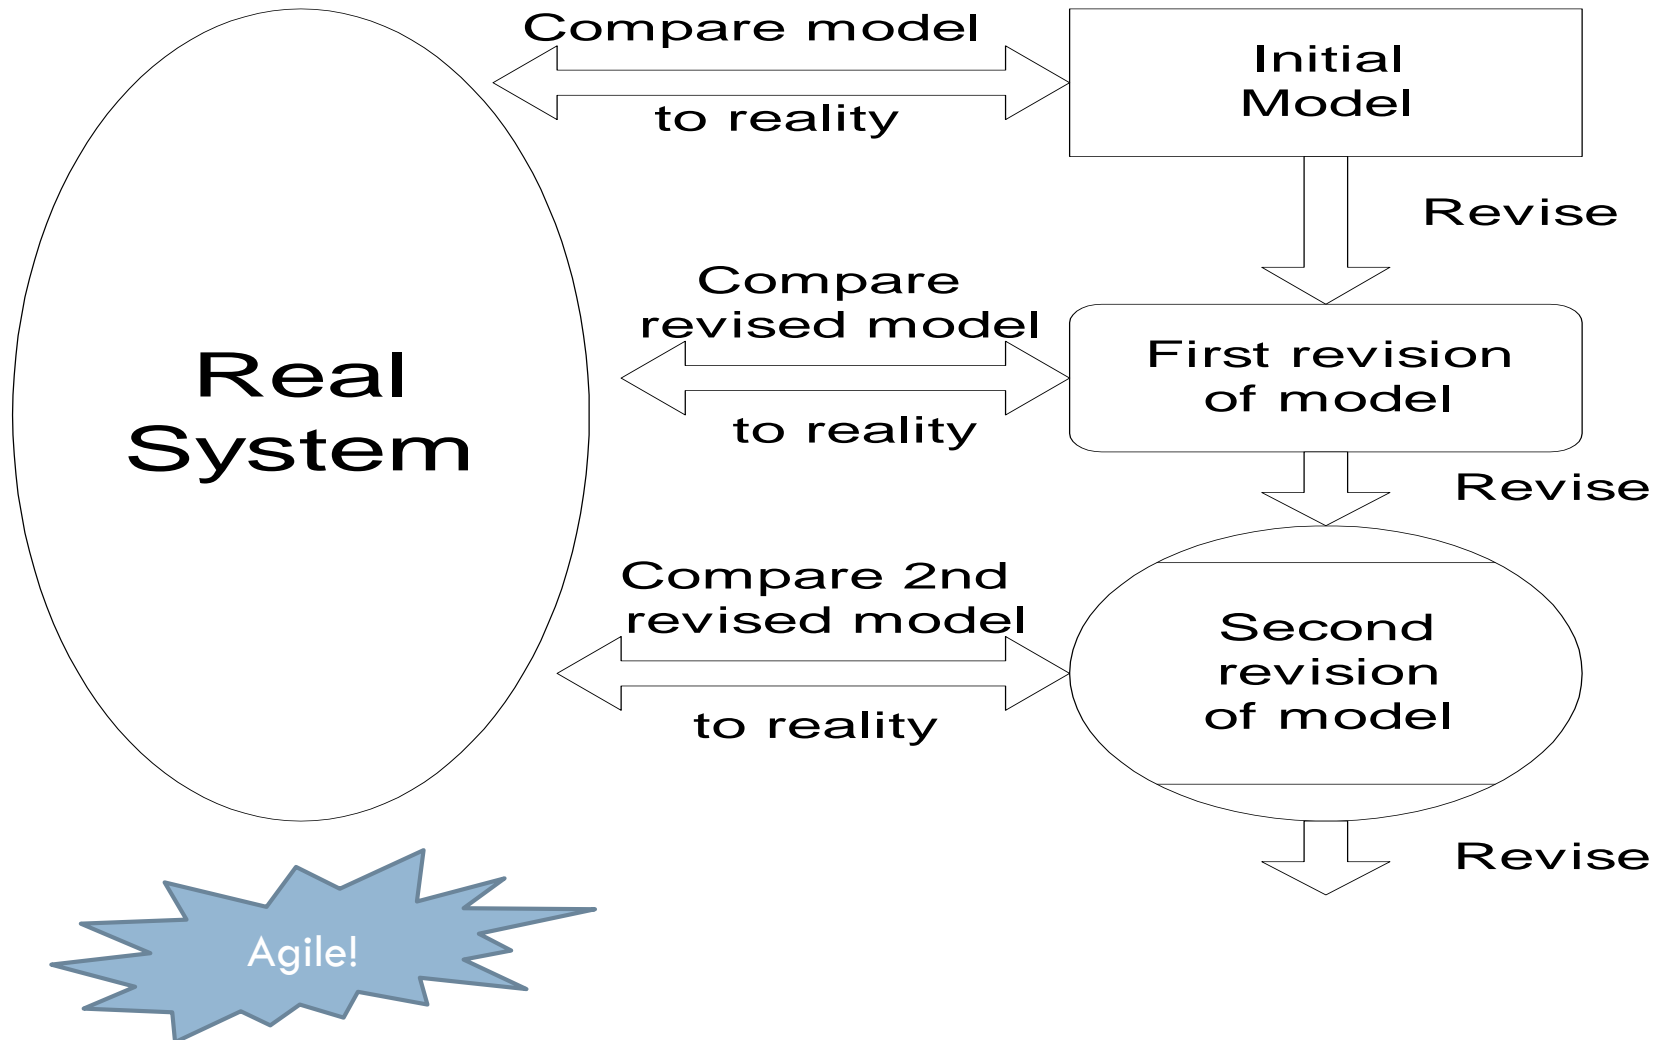 Compare model
to reality
Initial
Model
Revise
Real
System
Compare
revised model
to reality
First revision
of model
Revise
Compare 2nd
revised model
to reality
Second
revision
of model
Revise
Agile!